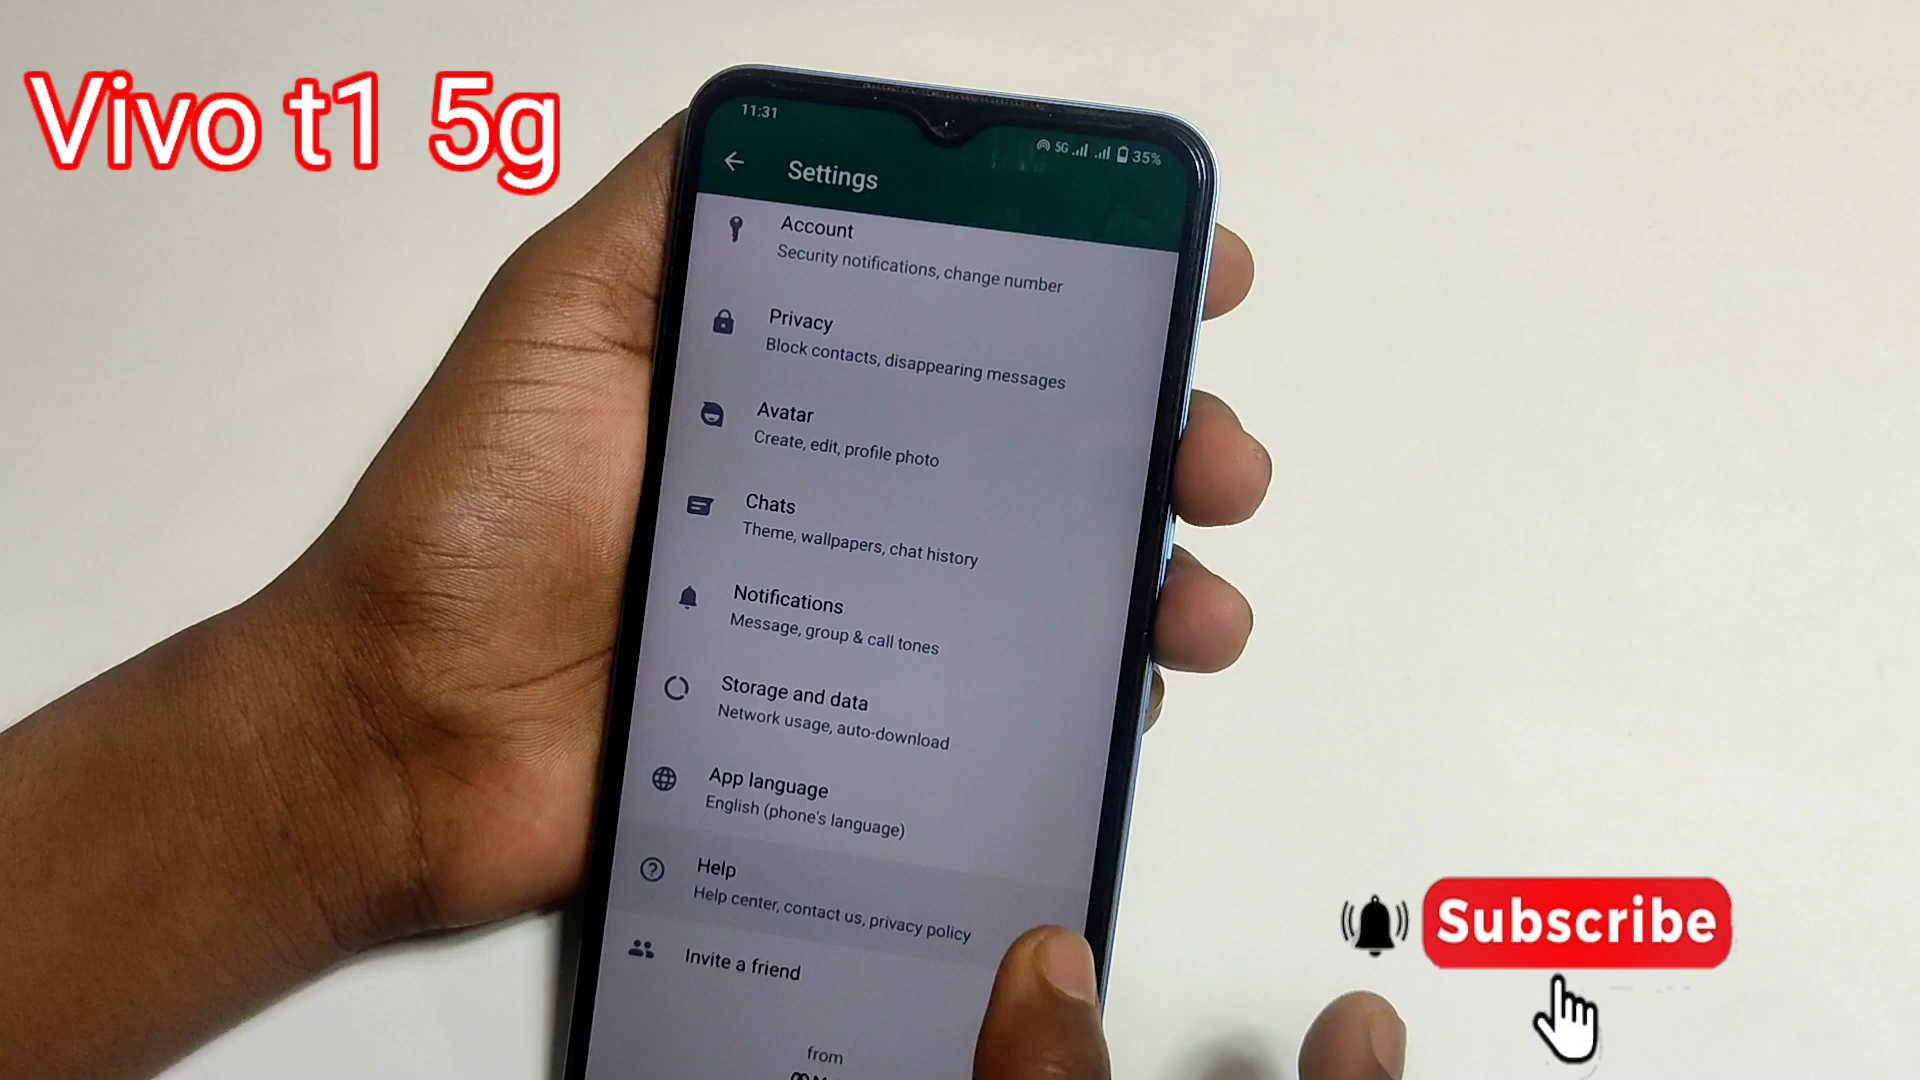 Vivo t1 5g
11:31
5G 35%
Settings
Account
Security notifications, change number
Privacy
Block contacts, disappearing messages
Avatar
Create, edit, profile photo
Chats
Theme, wallpapers, chat history
Notifications
Message, group & call tones
Storage and data
Network usage, auto-download
App language
English (phone's language)
Help
Help center, contact us, privacy policy
Invite a friend
from
Subscribe